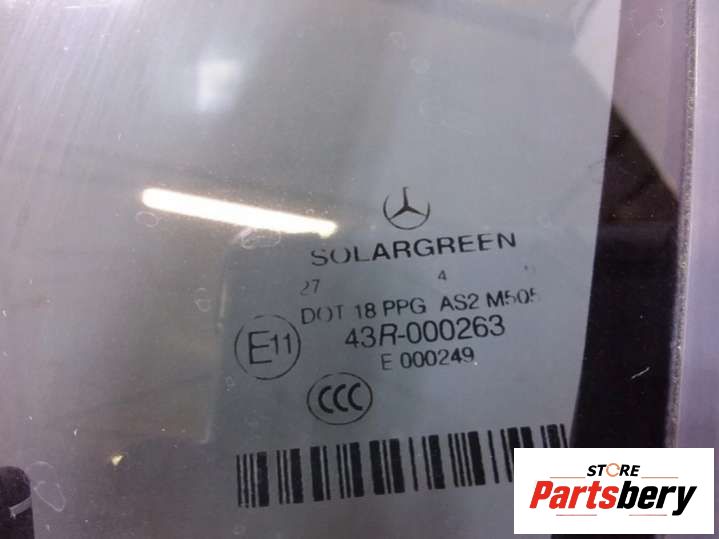 SOLARGREEN
27 4
DOT 18 PPG AS2 M505
43R-000263
E11
E 000249
CCC
STORE
Partsbery